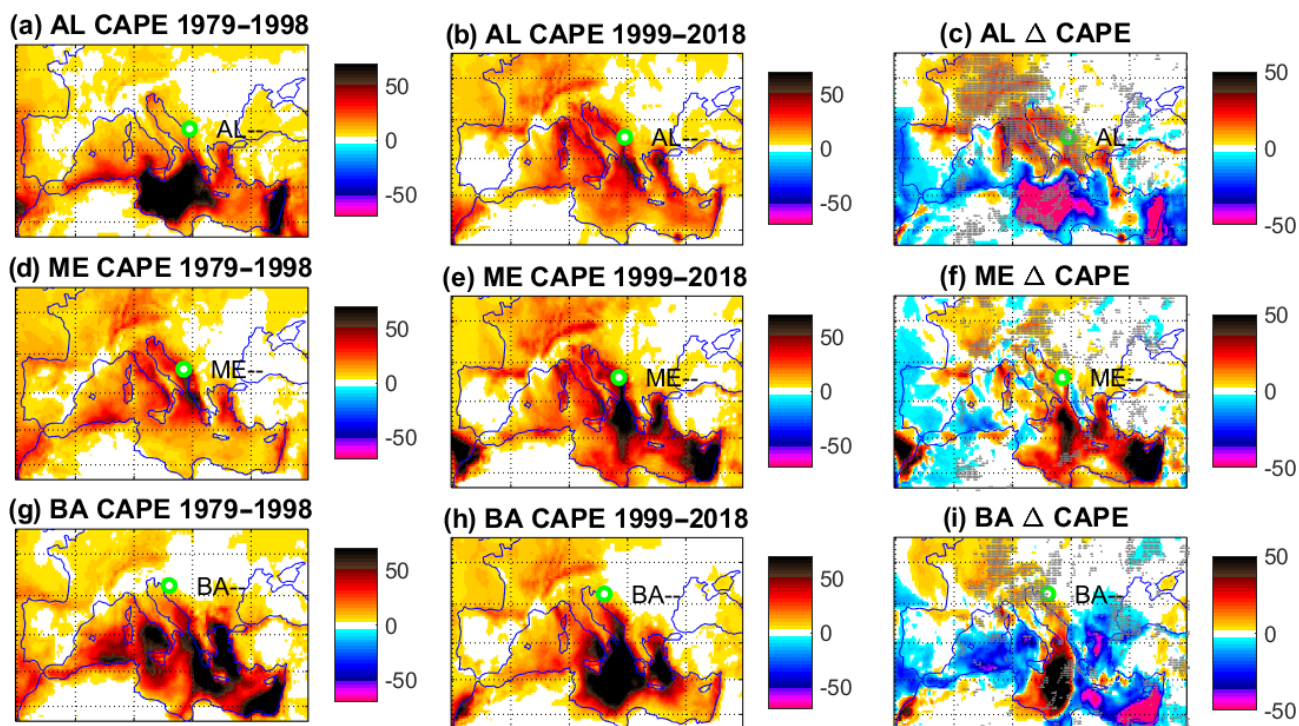 (a) AL CAPE 1979−1998
(b) AL CAPE 1999−2018
(c) AL △ CAPE
AL--
50
0
-50
AL--
50
0
-50
AL--
50
0
-50
(d) ME CAPE 1979−1998
(e) ME CAPE 1999−2018
(f) ME △ CAPE
ME--
50
0
-50
ME--
50
0
-50
ME--
50
0
-50
(g) BA CAPE 1979−1998
(h) BA CAPE 1999−2018
(i) BA △ CAPE
BA--
50
0
-50
BA--
50
0
-50
BA--
50
0
-50